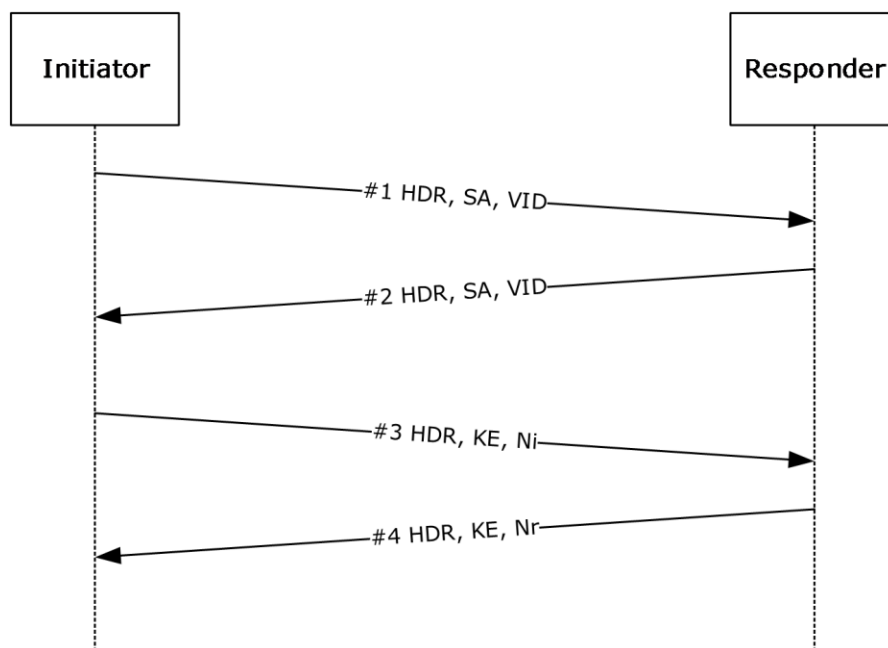 Initiator
Responder
#1 HDR, SA, VID
#2 HDR, SA, VID
#3 HDR, KE, Ni
#4 HDR, KE, Nr